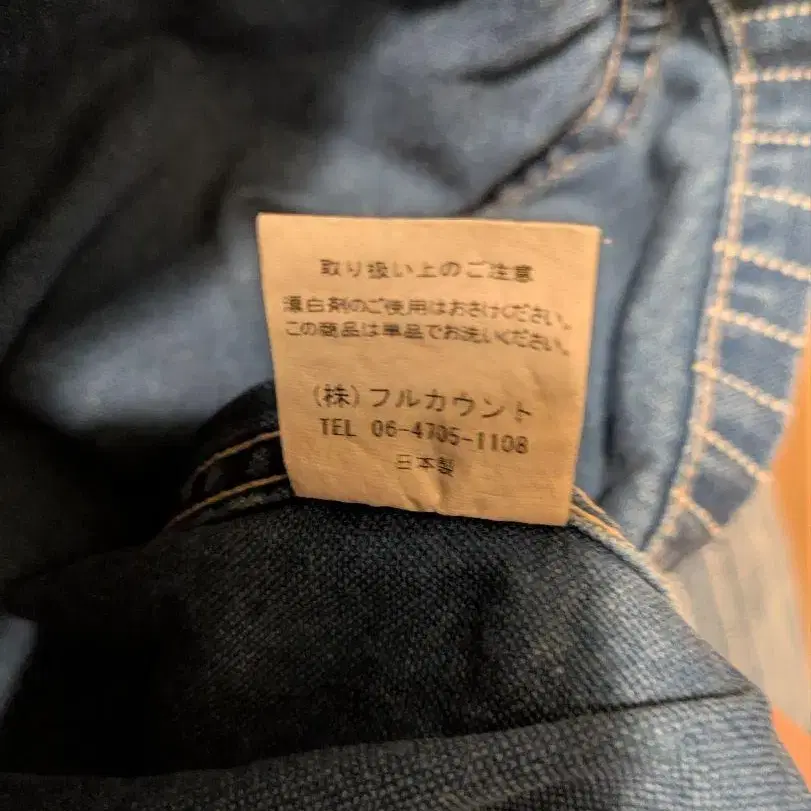 取り扱い上のご注意
漂白剤のご使用はおさけください。
この商品は単品でお洗いください。
(株)フルカウント
TEL 06-4705-1108
日本製